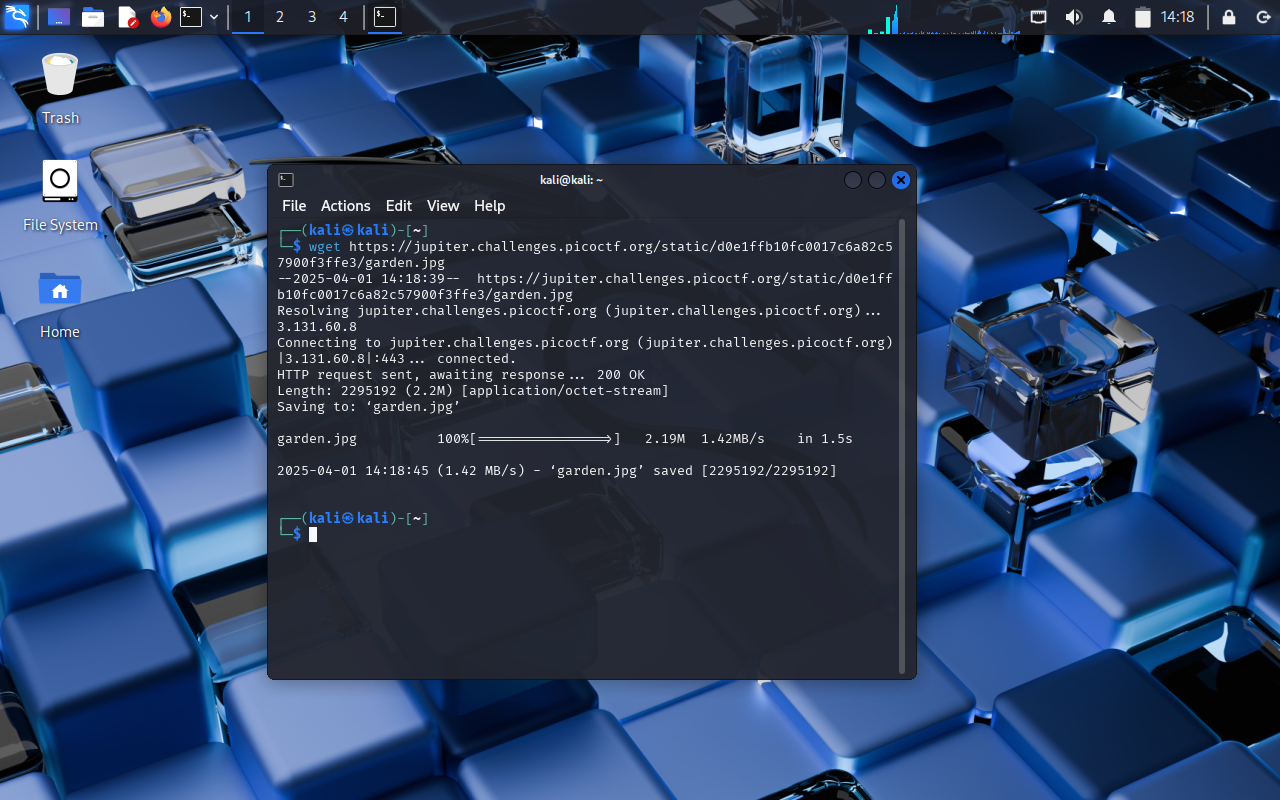 1 2 3 4 14:18
Trash
File System
Home
kali@kali: ~
File Actions Edit View Help
┌──(kali㉿kali)-[~]
└─$ wget https://jupiter.challenges.picoctf.org/static/d0e1ffb10fc0017c6a82c5
7900f3ffe3/garden.jpg
--2025-04-01 14:18:39-- https://jupiter.challenges.picoctf.org/static/d0e1ff
b10fc0017c6a82c57900f3ffe3/garden.jpg
Resolving jupiter.challenges.picoctf.org (jupiter.challenges.picoctf.org)...
3.131.60.8
Connecting to jupiter.challenges.picoctf.org (jupiter.challenges.picoctf.org)
|3.131.60.8|:443... connected.
HTTP request sent, awaiting response... 200 OK
Length: 2295192 (2.2M) [application/octet-stream]
Saving to: ‘garden.jpg’
garden.jpg 100%[================>] 2.19M 1.42MB/s in 1.5s
2025-04-01 14:18:45 (1.42 MB/s) - ‘garden.jpg’ saved [2295192/2295192]
┌──(kali㉿kali)-[~]
└─$